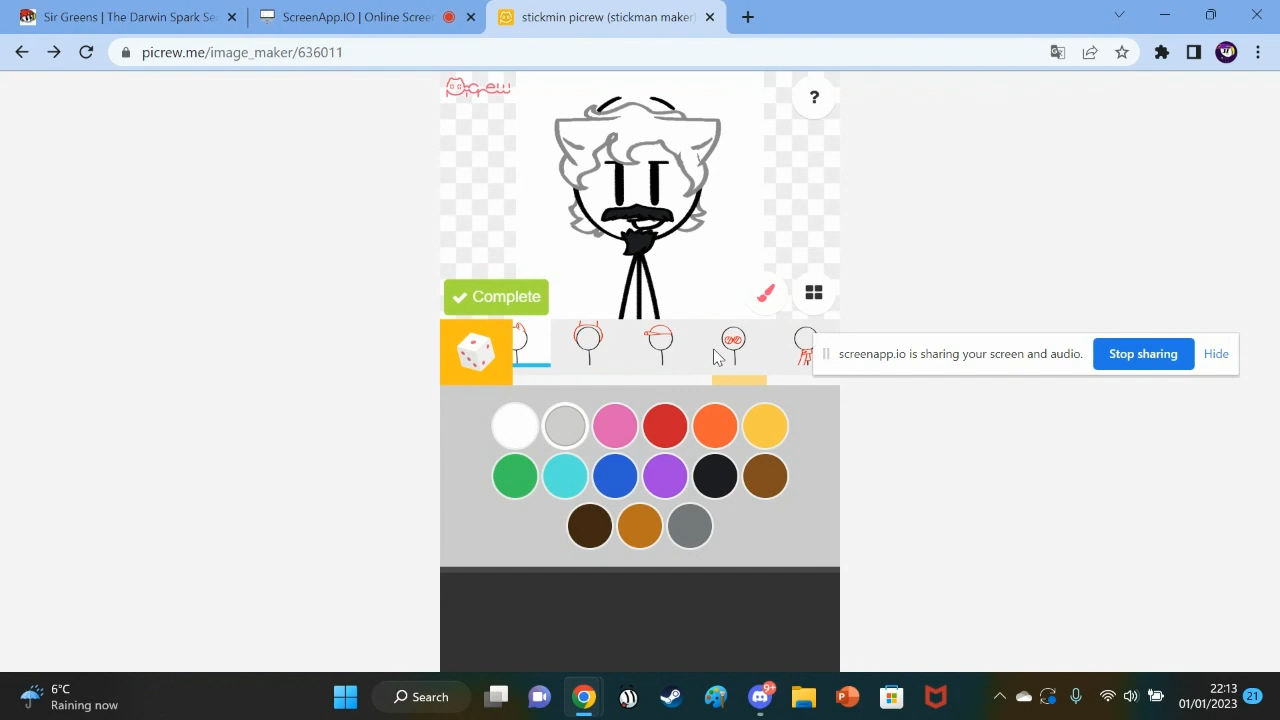 Sir Greens | The Darwin Spark Se
ScreenApp.IO | Online Screen
stickmin picrew (stickman maker)
picrew.me/image_maker/636011
Picrew
?
Complete
screenapp.io is sharing your screen and audio.
Stop sharing
Hide
6°C
Raining now
Search
9+
22:13
01/01/2023
21